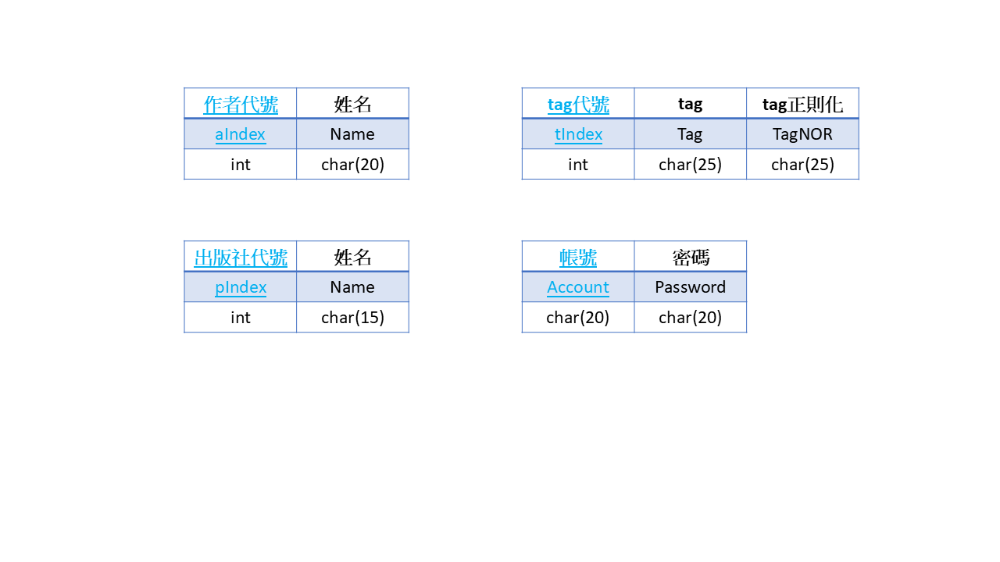 作者代號 姓名
aIndex Name
int char(20)
tag代號 tag tag正則化
tIndex Tag TagNOR
int char(25) char(25)
出版社代號 姓名
pIndex Name
int char(15)
帳號 密碼
Account Password
char(20) char(20)